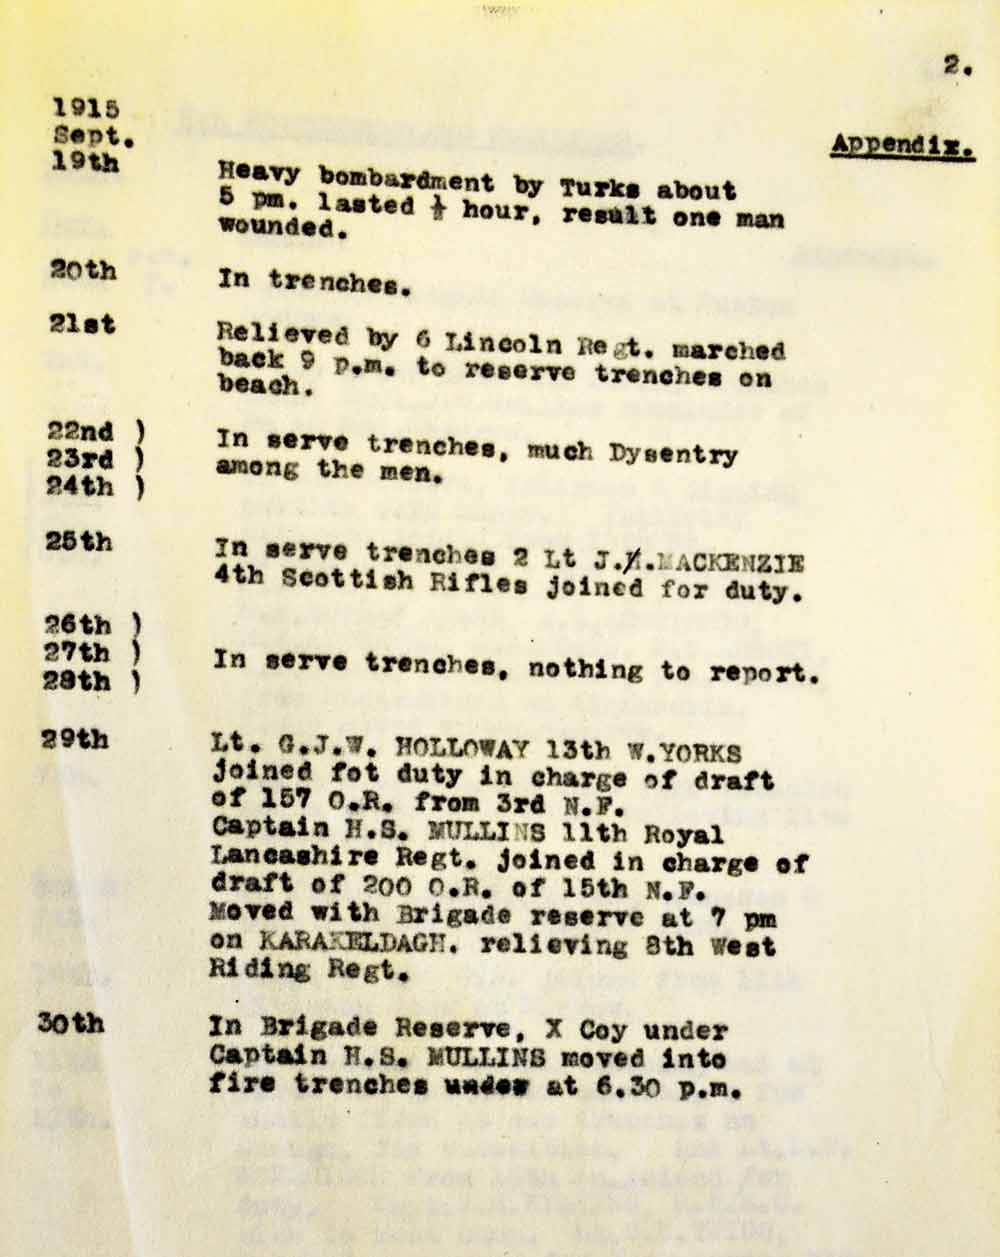 2.
1915
Sept.
Appendix.
19th Heavy bombardment by Turks about
5 pm. lasted ½ hour, result one man
wounded.
20th In trenches.
21st Relieved by 6 Lincoln Regt. marched
back 9 p.m. to reserve trenches on
beach.
22nd )
23rd ) In serve trenches, much Dysentry
24th ) among the men.
25th In serve trenches 2 Lt J. .MACKENZIE
4th Scottish Rifles joined for duty.
26th )
27th ) In serve trenches, nothing to report.
28th )
29th Lt. G.J.W. HOLLOWAY 13th W.YORKS
joined fot duty in charge of draft
of 157 O.R. from 3rd N.F.
Captain H.S. MULLINS 11th Royal
Lancashire Regt. joined in charge of
draft of 200 O.R. of 15th N.F.
Moved with Brigade reserve at 7 pm
on KARAKELDAGH. relieving 8th West
Riding Regt.
30th In Brigade Reserve, X Coy under
Captain H.S. MULLINS moved into
fire trenches under at 6.30 p.m.